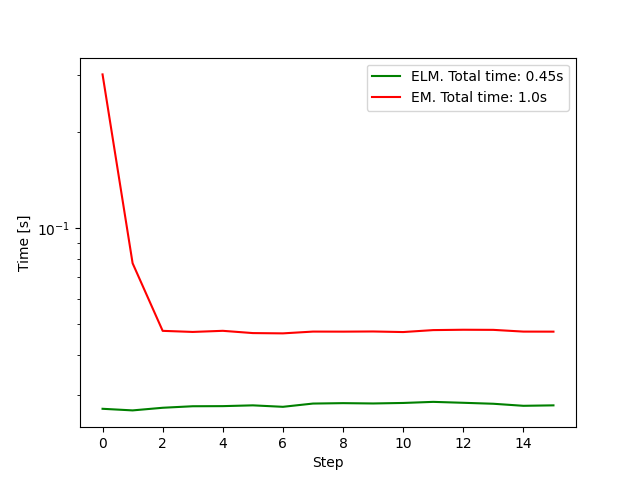 ELM. Total time: 0.45s
EM. Total time: 1.0s
Time [s]
10⁻¹
0 2 4 6 8 10 12 14
Step